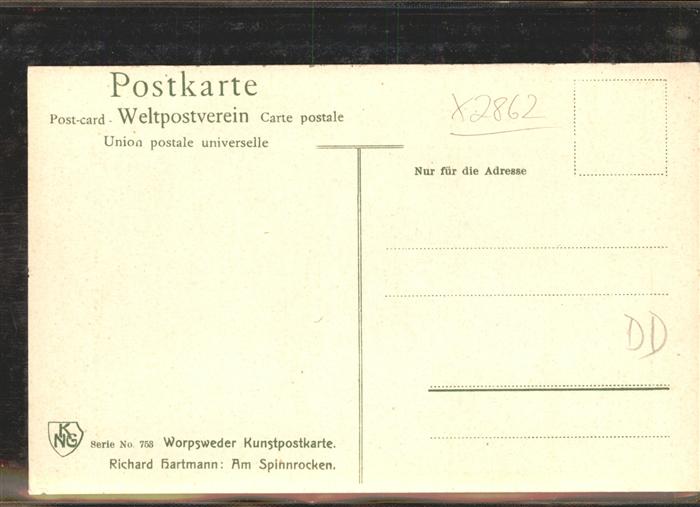 Postkarte
Post-card - Weltpostverein Carte postale
Union postale universelle
X2862
Nur für die Adresse
DD
KNG
Serie No. 753 Worpsweder Kunstpostkarte.
Richard Hartmann: Am Spinnrocken.